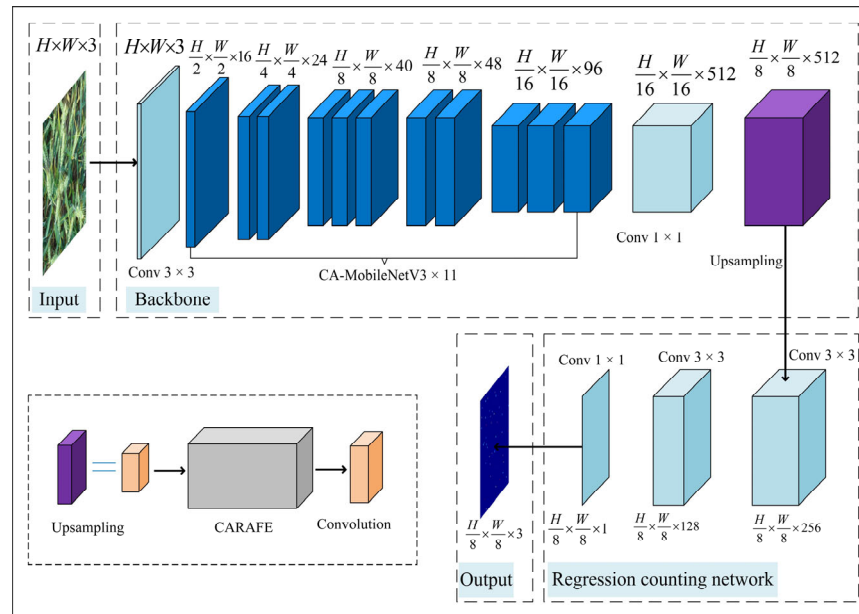 H×W×3
H×W×3
H/2 × W/2 ×16
H/4 × W/4 ×24
H/8 × W/8 ×40
H/8 × W/8 ×48
H/16 × W/16 ×96
H/16 × W/16 ×512
H/8 × W/8 ×512
Conv 3 × 3
CA-MobileNetV3 × 11
Conv 1 × 1
Upsampling
Input
Backbone
Conv 1 × 1
Conv 3 × 3
Conv 3 × 3
H/8 × W/8 ×3
H/8 × W/8 ×1
H/8 × W/8 ×128
H/8 × W/8 ×256
Output
Regression counting network
Upsampling
CARAFE
Convolution